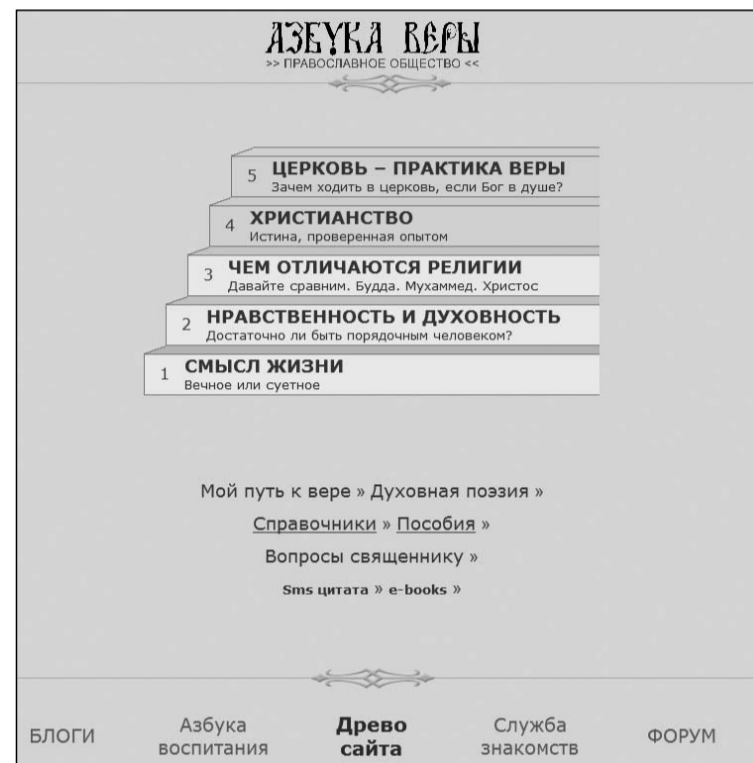 АЗБУКА ВЕРЫ
>> ПРАВОСЛАВНОЕ ОБЩЕСТВО <<
5 ЦЕРКОВЬ – ПРАКТИКА ВЕРЫ
Зачем ходить в церковь, если Бог в душе?
4 ХРИСТИАНСТВО
Истина, проверенная опытом
3 ЧЕМ ОТЛИЧАЮТСЯ РЕЛИГИИ
Давайте сравним. Будда. Мухаммед. Христос
2 НРАВСТВЕННОСТЬ И ДУХОВНОСТЬ
Достаточно ли быть порядочным человеком?
1 СМЫСЛ ЖИЗНИ
Вечное или суетное
Мой путь к вере » Духовная поэзия »
Справочники » Пособия »
Вопросы священнику »
Sms цитата » e-books »
БЛОГИ
Азбука
воспитания
Древо
сайта
Служба
знакомств
ФОРУМ